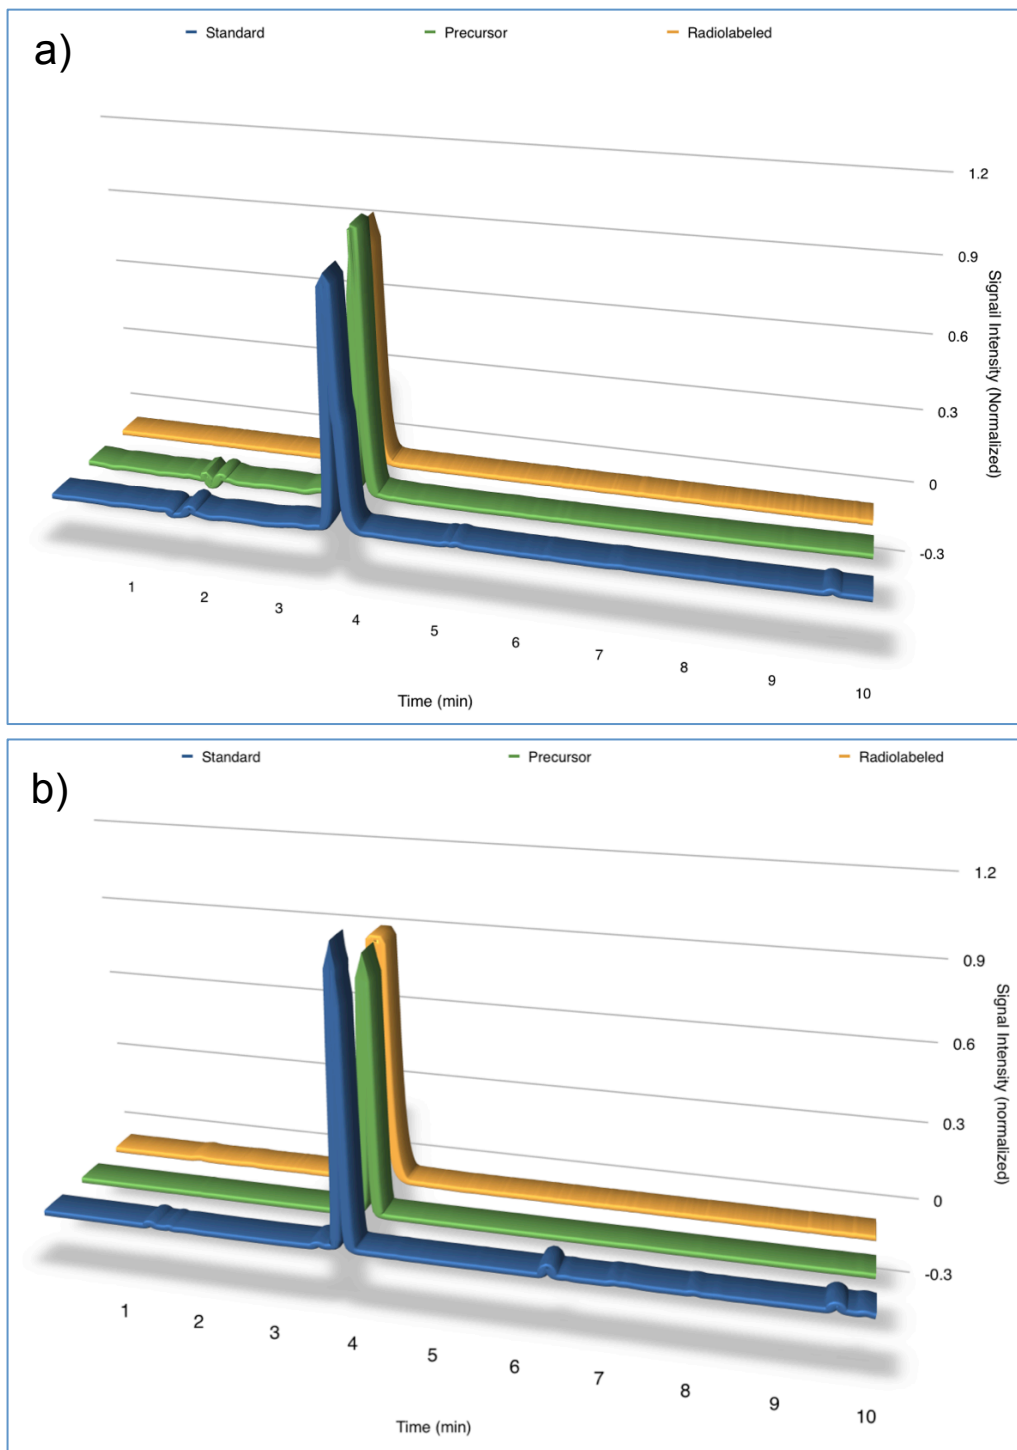 a)
Standard Precursor Radiolabeled
1.2
0.9
0.6
0.3
0
-0.3
Signail Intensity (Normalized)
1 2 3 4 5 6 7 8 9 10
Time (min)
b)
Standard Precursor Radiolabeled
1.2
0.9
0.6
0.3
0
-0.3
Signal Intensity (normalized)
1 2 3 4 5 6 7 8 9 10
Time (min)